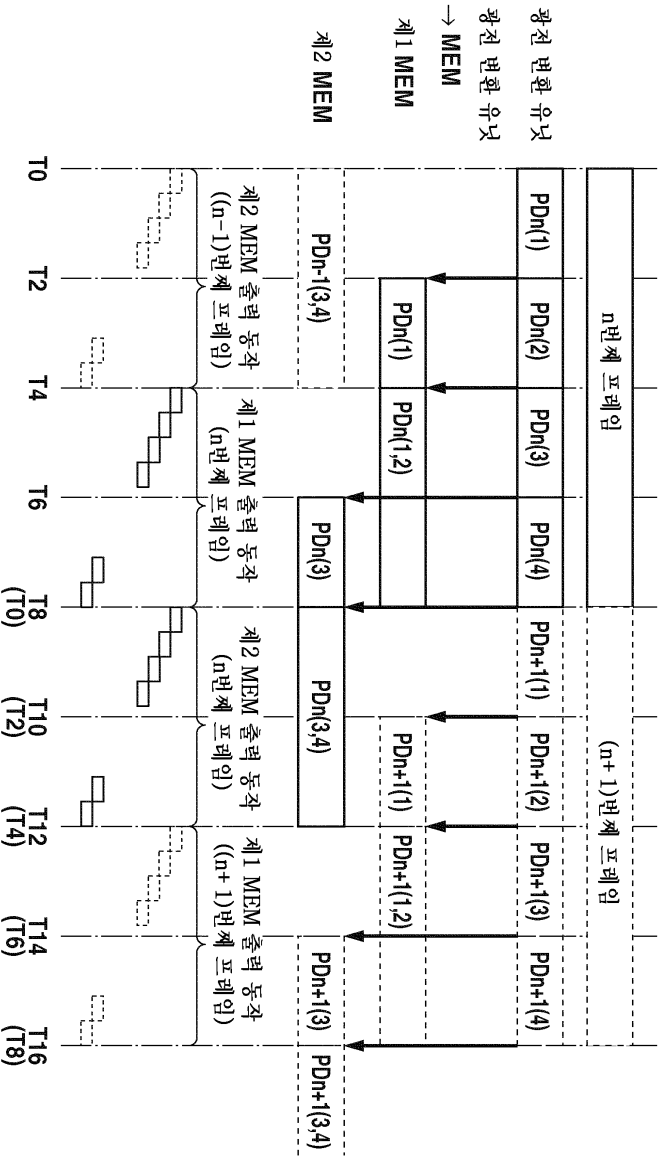 n번째 프레임
(n+1)번째 프레임
광전 변환 유닛
PDn(1)
PDn(2)
PDn(3)
PDn(4)
PDn+1(1)
PDn+1(2)
PDn+1(3)
PDn+1(4)
광전 변환 유닛
→ MEM
제1 MEM
PDn(1)
PDn(1,2)
PDn+1(1)
PDn+1(1,2)
제2 MEM
PDn-1(3,4)
PDn(3)
PDn(3,4)
PDn+1(3)
PDn+1(3,4)
제2 MEM 출력 동작
((n-1)번째 프레임)
제1 MEM 출력 동작
(n번째 프레임)
제2 MEM 출력 동작
(n번째 프레임)
제1 MEM 출력 동작
((n+1)번째 프레임)
T0
T2
T4
T6
T8
(T0)
T10
(T2)
T12
(T4)
T14
(T6)
T16
(T8)